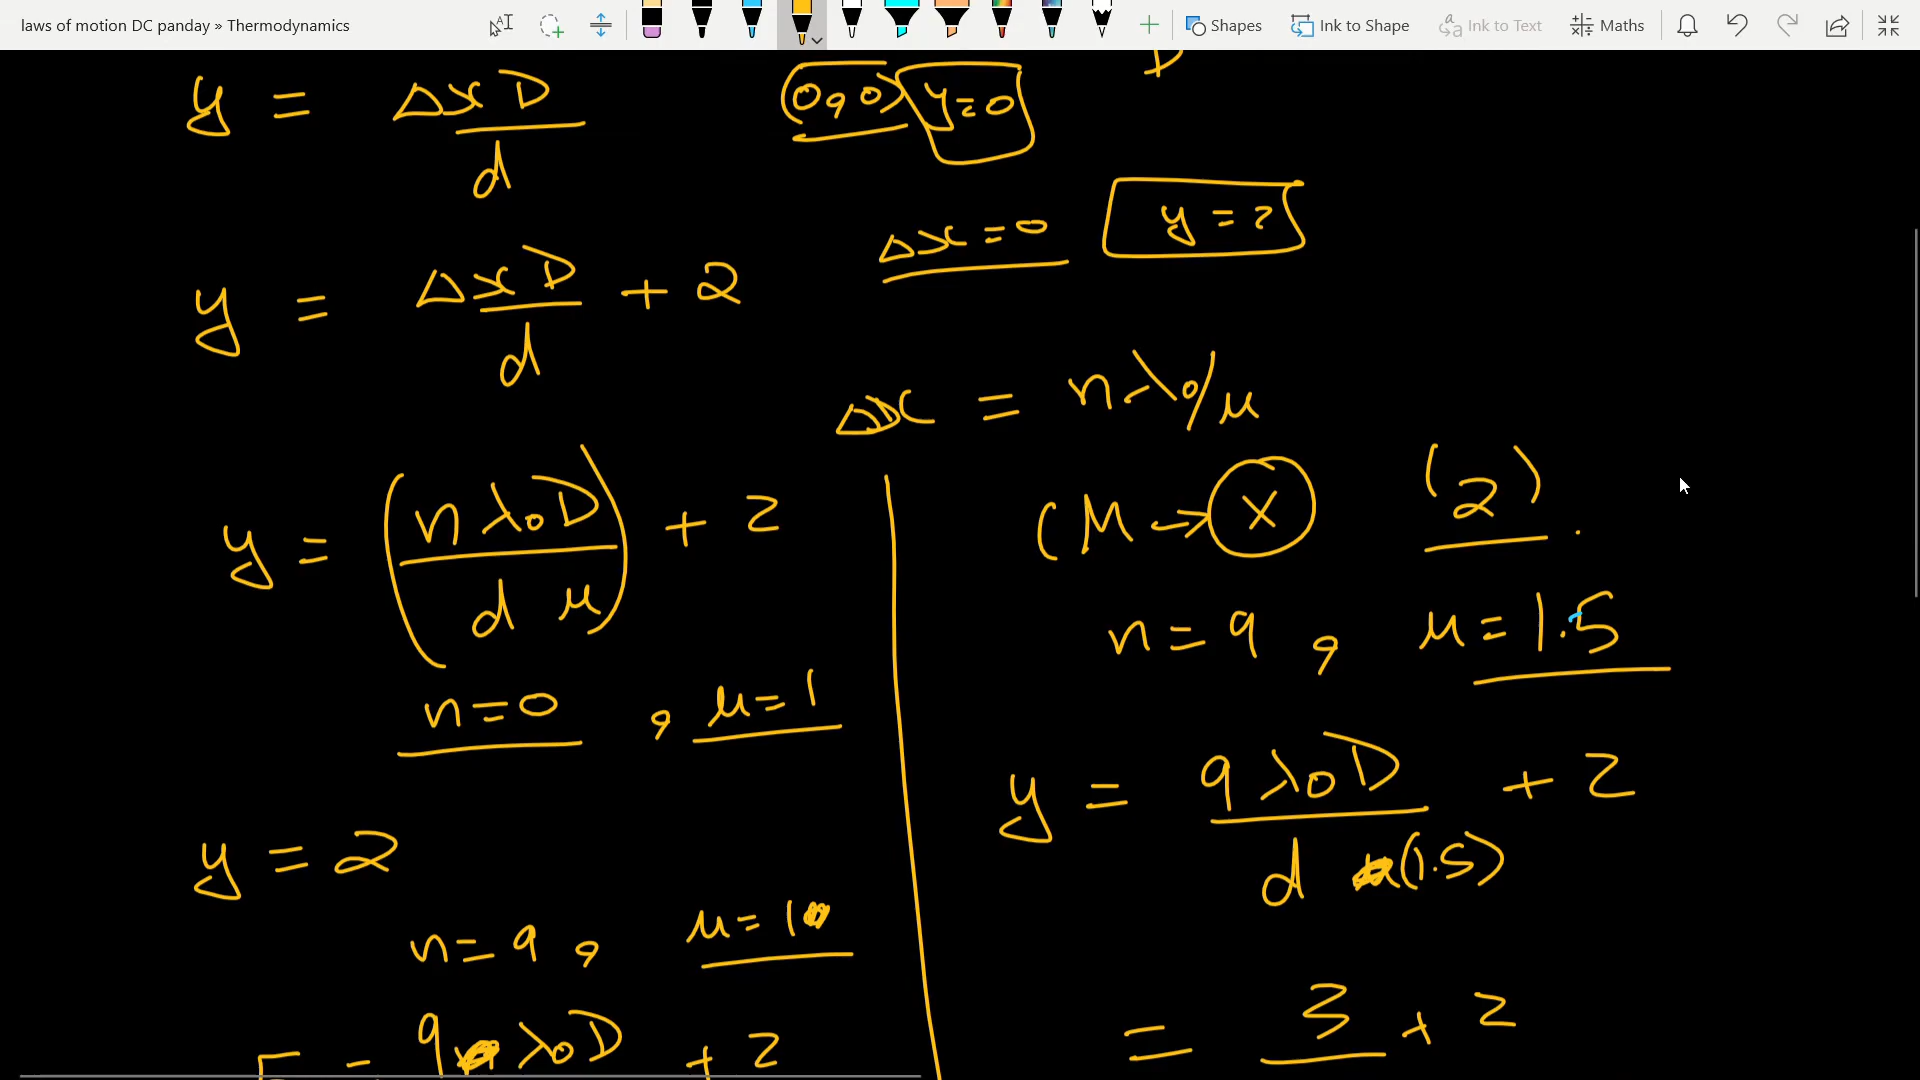 laws of motion DC panday » Thermodynamics
Shapes
Ink to Shape
Ink to Text
Maths
y = Δx D / d
(0,0) y=0
Δx=0
y = ?
y = Δx D / d + 2
Δx = nλ₀/μ
y = (nλ₀D / d μ) + 2
(M → X (2).
n=0 , μ=1
n=9 , μ=1.5
y = 9λ₀D / d (1.5) + 2
y = 2
n=9 , μ=1
9 λ₀D + 2
= 3 + 2